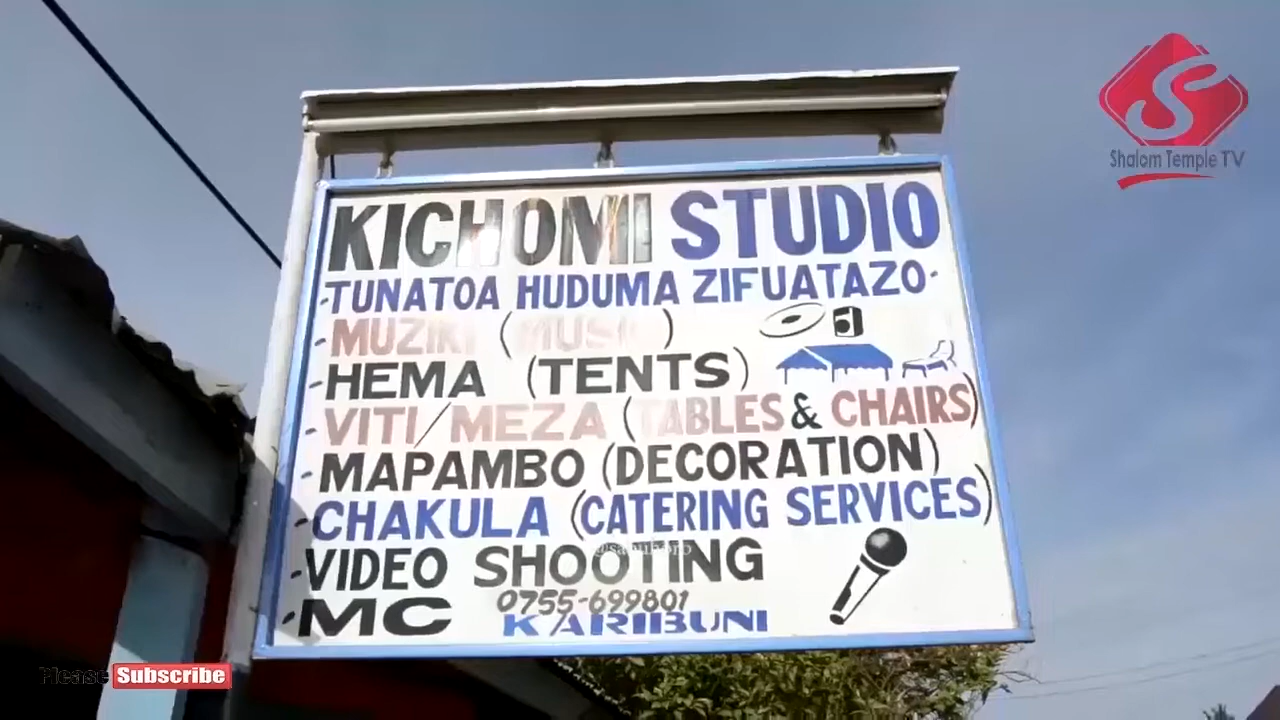 Shalom Temple TV
KICHOMI STUDIO
-TUNATOA HUDUMA ZIFUATAZO-
-MUZIKI (MUSIC)
-HEMA (TENTS)
-VITI/MEZA (TABLES & CHAIRS)
-MAPAMBO (DECORATION)
-CHAKULA (CATERING SERVICES)
-VIDEO SHOOTING
-MC 0755-699801
KARIBUNI
Please Subscribe